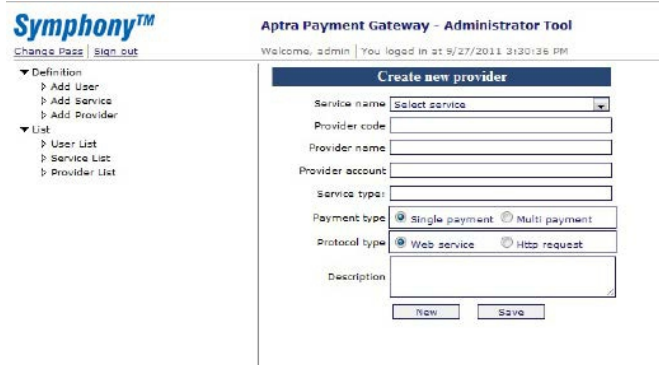 Symphony™
Aptra Payment Gateway - Administrator Tool
Change Pass | Sign out
Welcome, admin | You loged in at 9/27/2011 3:30:36 PM
Definition
Add User
Add Service
Add Provider
List
User List
Service List
Provider List
Create new provider
Service name Select service
Provider code
Provider name
Provider account
Service type:
Payment type Single payment Multi payment
Protocol type Web service Http request
Description
New Save